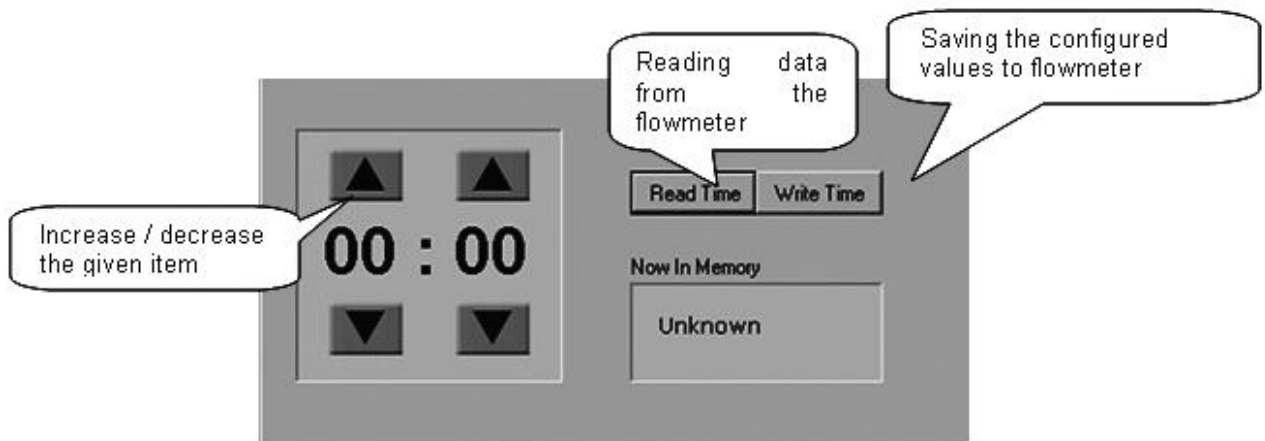 Saving the configured
values to flowmeter
Reading data
from the
flowmeter
Read Time Write Time
Increase / decrease
the given item
00 : 00
Now In Memory
Unknown